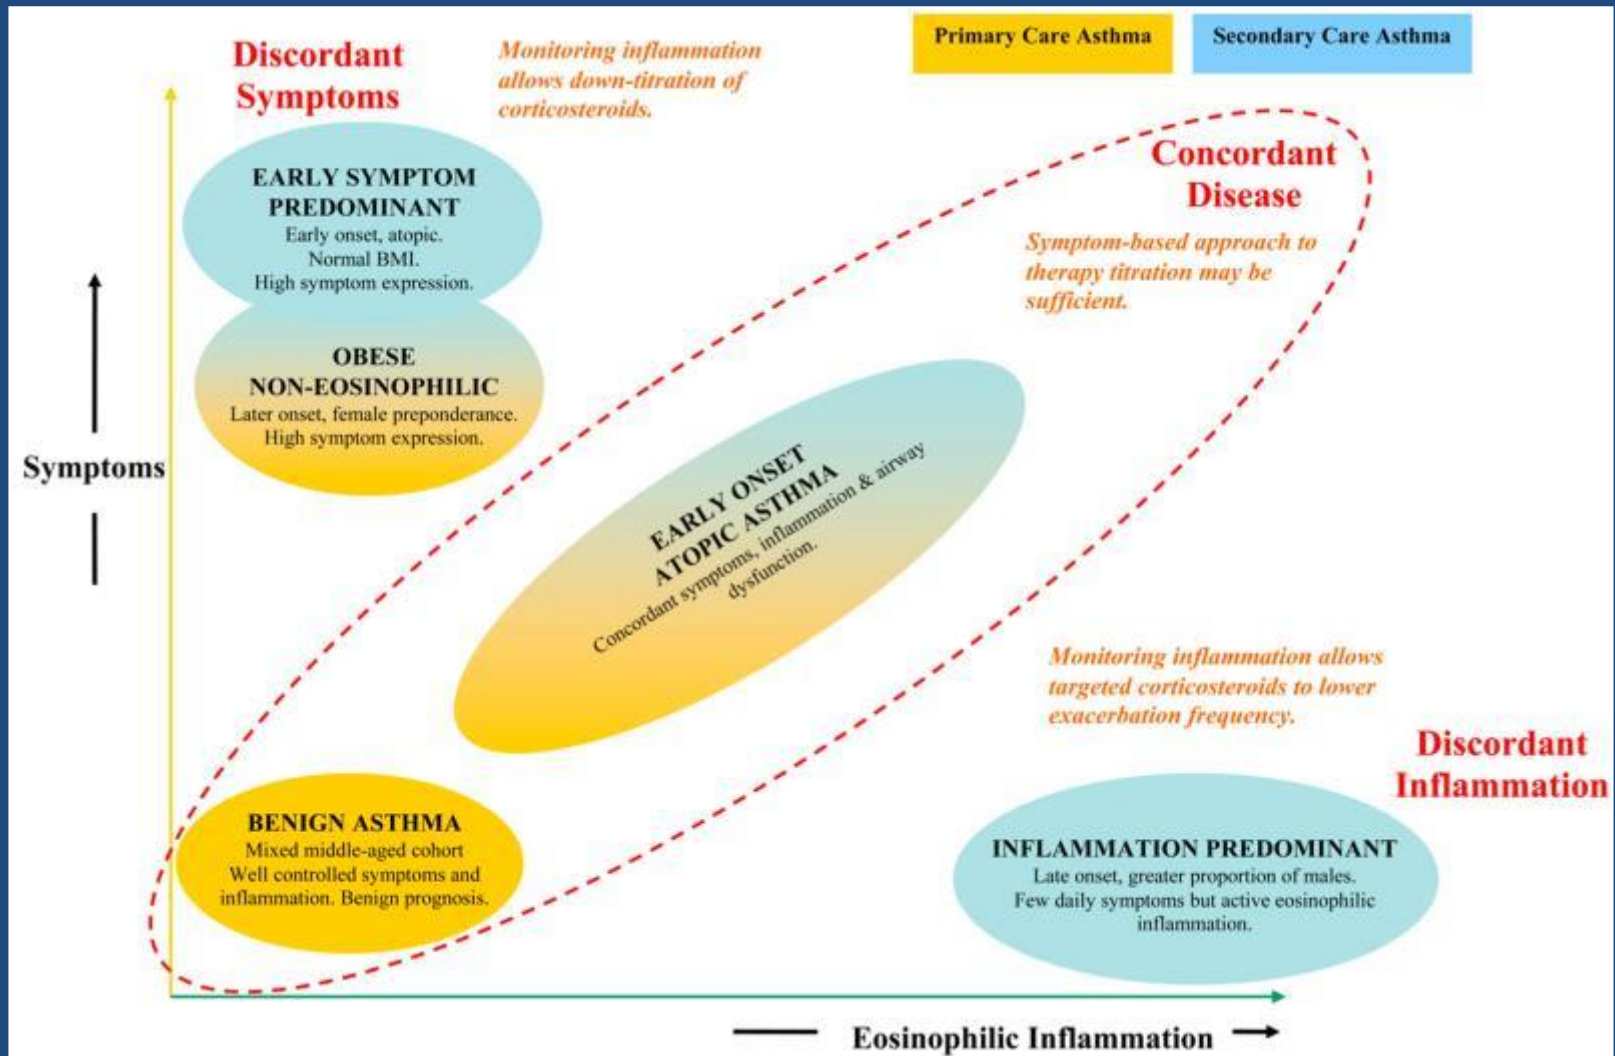 Primary Care Asthma
Secondary Care Asthma
Discordant
Symptoms
Monitoring inflammation
allows down-titration of
corticosteroids.
EARLY SYMPTOM
PREDOMINANT
Early onset, atopic.
Normal BMI.
High symptom expression.
OBESE
NON-EOSINOPHILIC
Later onset, female preponderance.
High symptom expression.
Symptoms
Concordant
Disease
Symptom-based approach to
therapy titration may be
sufficient.
EARLY ONSET
ATOPIC ASTHMA
Concordant symptoms, inflammation & airway
dysfunction.
Monitoring inflammation allows
targeted corticosteroids to lower
exacerbation frequency.
Discordant
Inflammation
BENIGN ASTHMA
Mixed middle-aged cohort
Well controlled symptoms and
inflammation. Benign prognosis.
INFLAMMATION PREDOMINANT
Late onset, greater proportion of males.
Few daily symptoms but active eosinophilic
inflammation.
Eosinophilic Inflammation